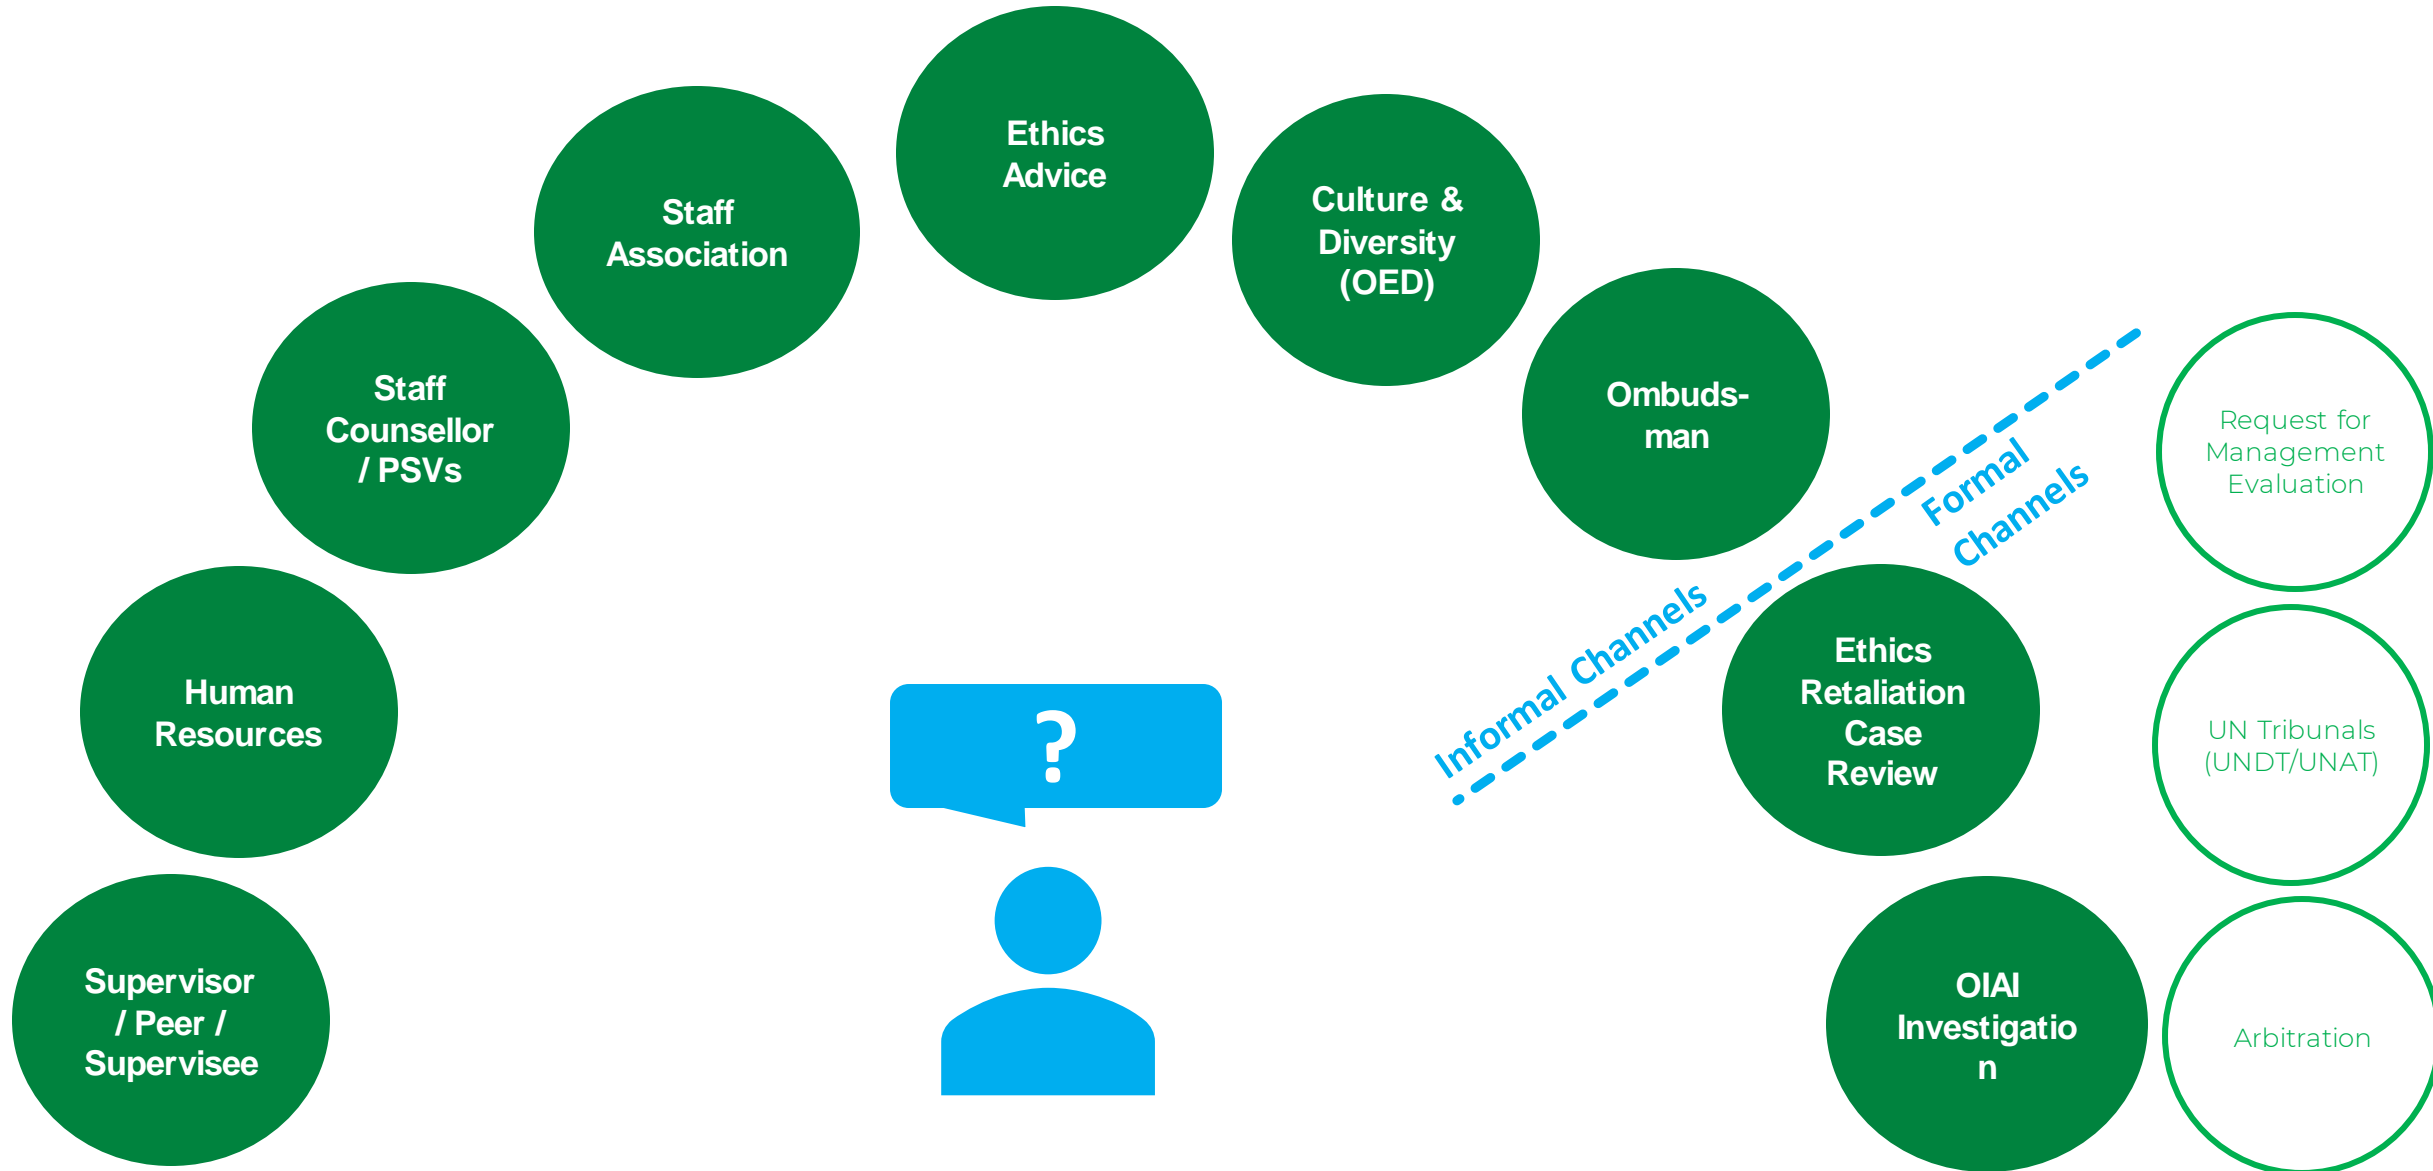 Ethics
Advice
Staff
Association
Culture &
Diversity
(OED)
Staff
Counsellor
/ PSVs
Ombuds-
man
Human
Resources
Supervisor
/ Peer /
Supervisee
?
Informal Channels
Formal
Channels
Ethics
Retaliation
Case
Review
OIAI
Investigatio
n
Request for
Management
Evaluation
UN Tribunals
(UNDT/UNAT)
Arbitration